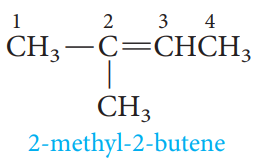 1 2 3 4
CH₃—C=CHCH₃
CH₃
2-methyl-2-butene